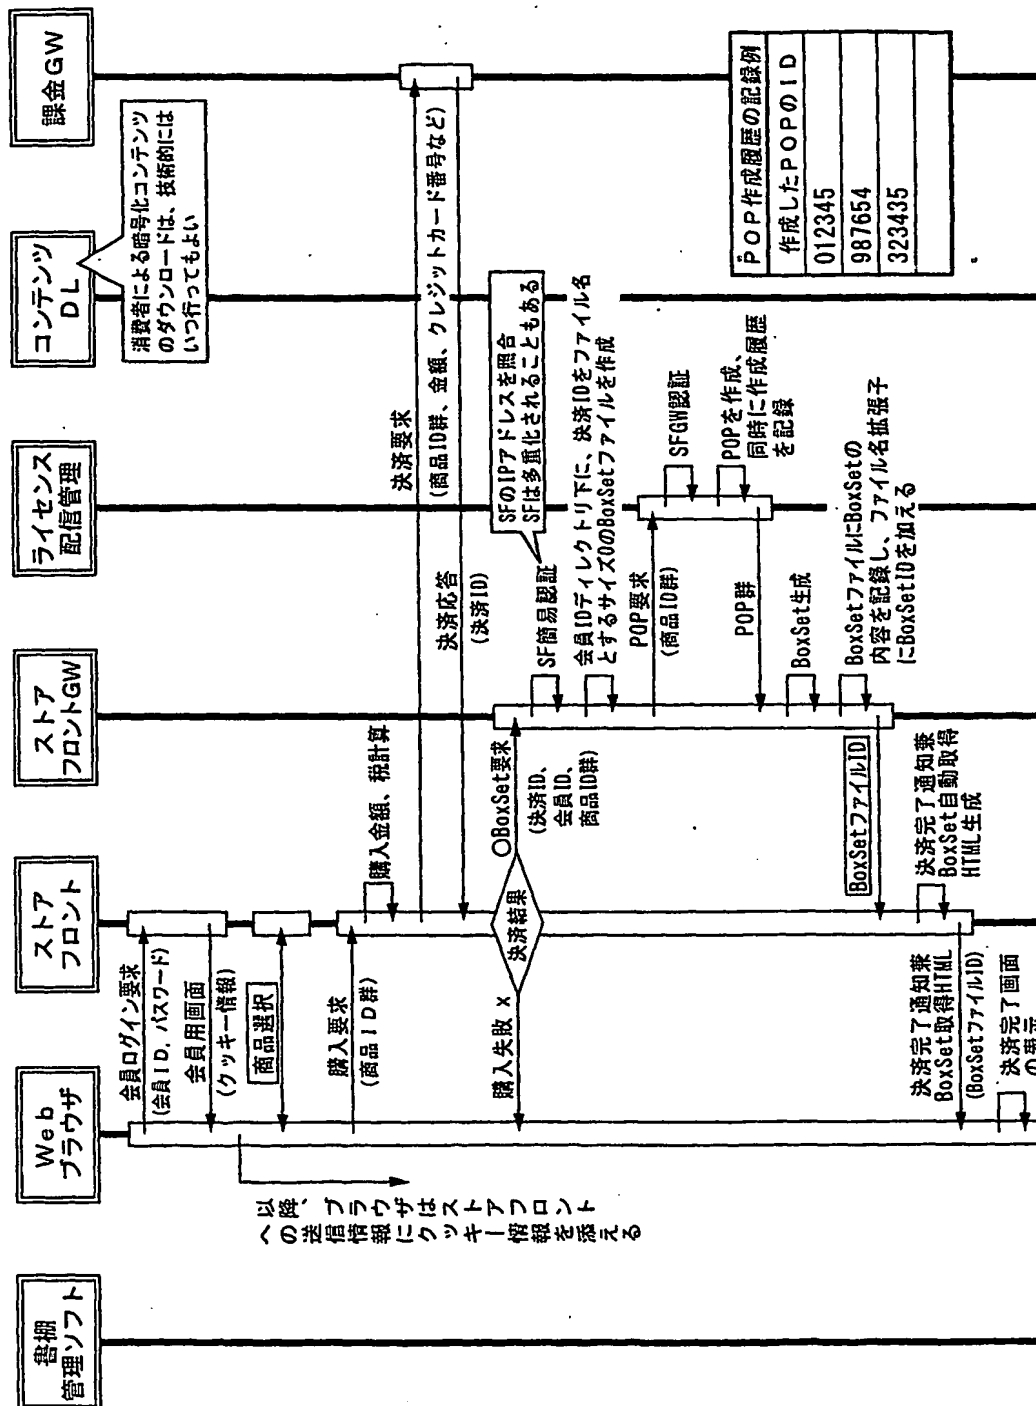 書棚
管理ソフト
Web
ブラウザ
ストア
フロント
ストア
フロントGW
ライセンス
配信管理
コンテンツ
DL
課金GW
消費者による暗号化コンテンツ
のダウンロードは、技術的には
いつ行ってもよい
会員ログイン要求
(会員ID,パスワード)
会員用画面
(クッキー情報)
以降、ブラウザはストアフロント
への送信情報にクッキー情報を添える
商品選択
購入要求
(商品ID群)
購入金額、税計算
決済要求
(商品ID群、金額、クレジットカード番号など)
決済応答
(決済ID)
決済結果
購入失敗 x
○BoxSet要求
(決済ID、
会員ID、
商品ID群)
SFのIPアドレスを照合
SFは多重化されることもある
SF簡易認証
会員IDディレクトリ下に、決済IDをファイル名
とするサイズ0のBoxSetファイルを作成
POP要求
(商品ID群)
SFGW認証
POPを作成、
同時に作成履歴
を記録
POP群
BoxSet生成
BoxSetファイルにBoxSetの
内容を記録し、ファイル名拡張子
にBoxSetIDを加える
BoxSetファイルID
決済完了通知兼
BoxSet自動取得
HTML生成
決済完了通知兼
BoxSet取得HTML
(BoxSetファイルID)
決済完了画面
POP作成履歴の記録例
作成したPOPのID
012345
987654
323435